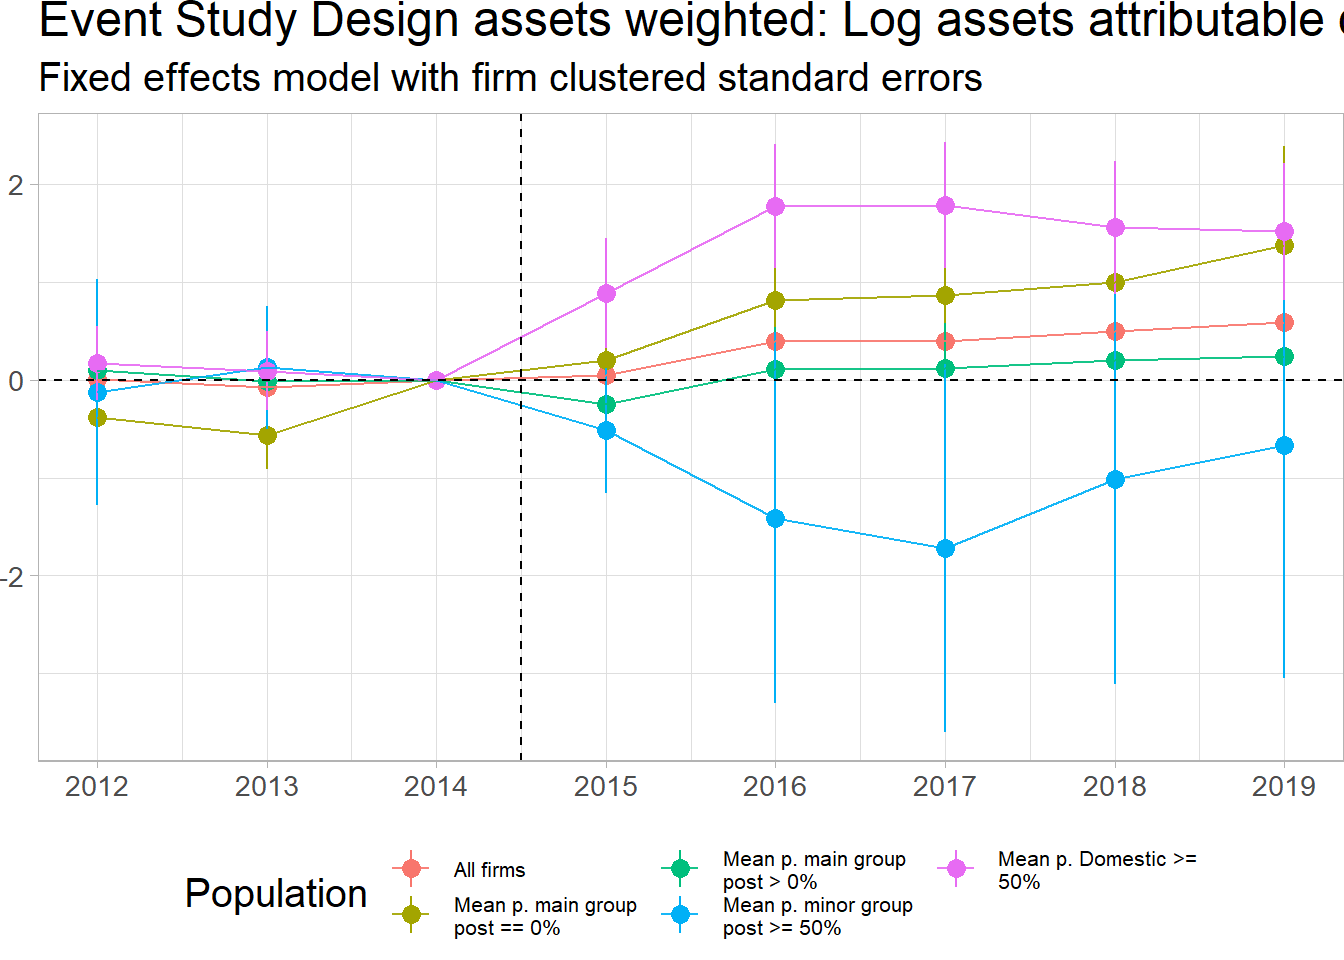 Event Study Design assets weighted: Log assets attributable
Fixed effects model with firm clustered standard errors
2
0
-2
2012 2013 2014 2015 2016 2017 2018 2019
Population
All firms
Mean p. main group
post == 0%
Mean p. main group
post > 0%
Mean p. minor group
post >= 50%
Mean p. Domestic >=
50%